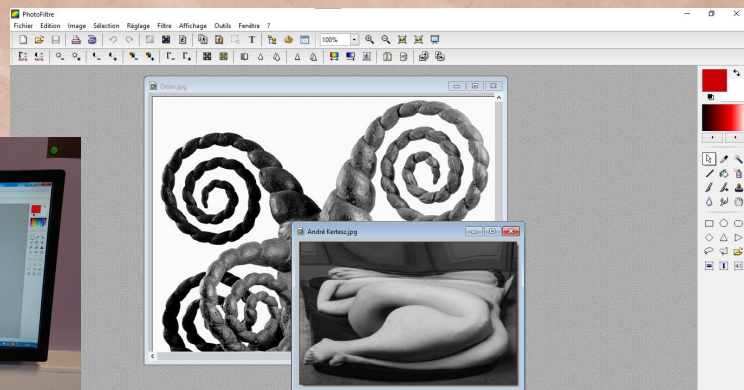 PhotoFiltre
Fichier Edition Image Sélection Réglage Filtre Affichage Outils Fenêtre ?
100%
Orlan.jpg
André Kertesz.jpg